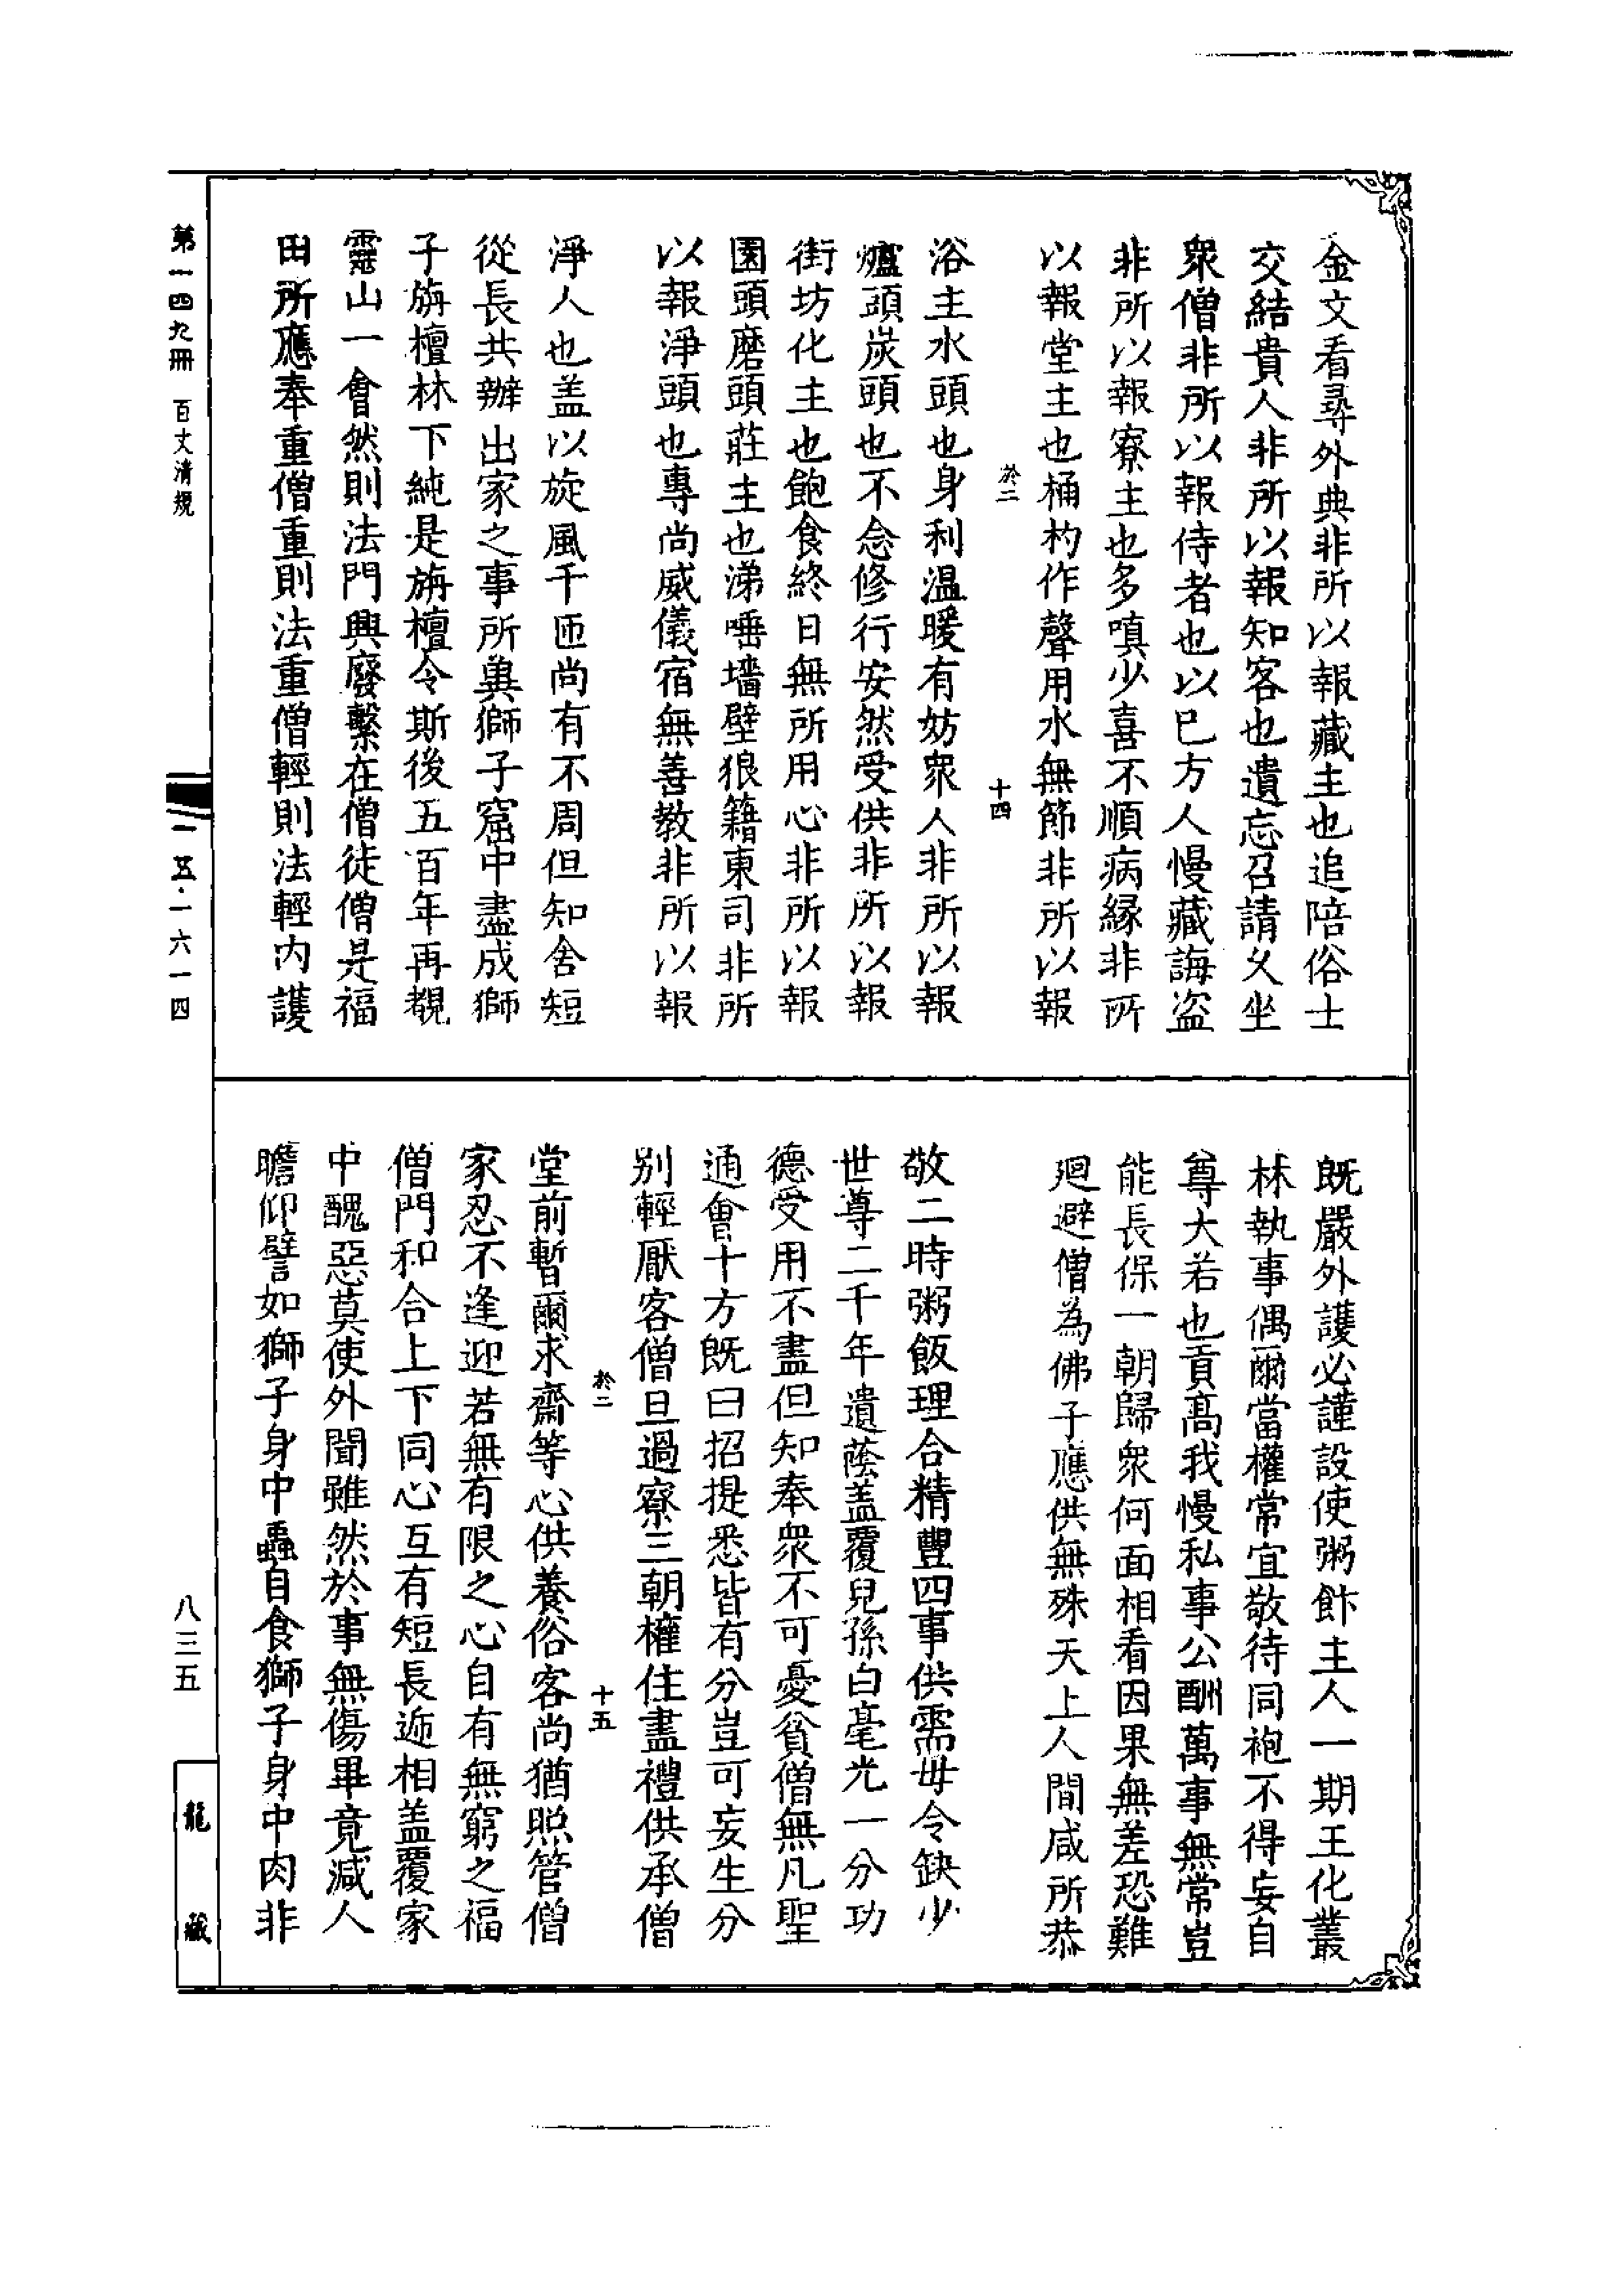 金文看尋外典非所以報藏主也追陪俗士
交結貴人非所以報知客也遺忘召請久坐
衆僧非所以報侍者也以己方人慢藏誨盜
非所以報寮主也多嗔少喜不順病緣非所
以報堂主也桶杓作聲用水無節非所以報
於二
十四
浴主水頭也身利溫暖有妨衆人非所以報
爐頭炭頭也不念修行安然受供非所以報
街坊化主也飽食終日無所用心非所以報
園頭磨頭莊主也涕唾墻壁狼籍東司非所
以報淨頭也專尚威儀宿無善教非所以報
淨人也盖以旋風千匝尚有不周但知舍短
從長共辦出家之事所冀獅子窟中盡成獅
子旃檀林下純是旃檀令斯後五百年再覩
靈山一會然則法門興廢繫在僧徒僧是福
田所應奉重僧重則法重僧輕則法輕內護
既嚴外護必謹設使粥飰主人一期王化叢
林執事偶爾當權常宜敬待同袍不得妄自
尊大若也貢髙我慢私事公酬萬事無常豈
能長保一朝歸衆何面相看因果無差恐難
廻避僧為佛子應供無殊天上人間咸所恭
敬二時粥飯理合精豐四事供需毋令缺少
世尊二千年遺蔭盖覆兒孫白毫光一分功
德受用不盡但知奉衆不可憂貧僧無凡聖
通會十方既曰招提悉皆有分豈可妄生分
別輕厭客僧旦過寮三朝權住盡禮供承僧
於二
十五
堂前暫爾求齋等心供養俗客尚猶照管僧
家忍不逢迎若無有限之心自有無窮之福
僧門和合上下同心互有短長遞相盖覆家
中醜惡莫使外聞雖然於事無傷畢竟減人
瞻仰譬如獅子身中蟲自食獅子身中肉非
第一四九冊 百丈清規
一五·一六一四
八三五
龍藏